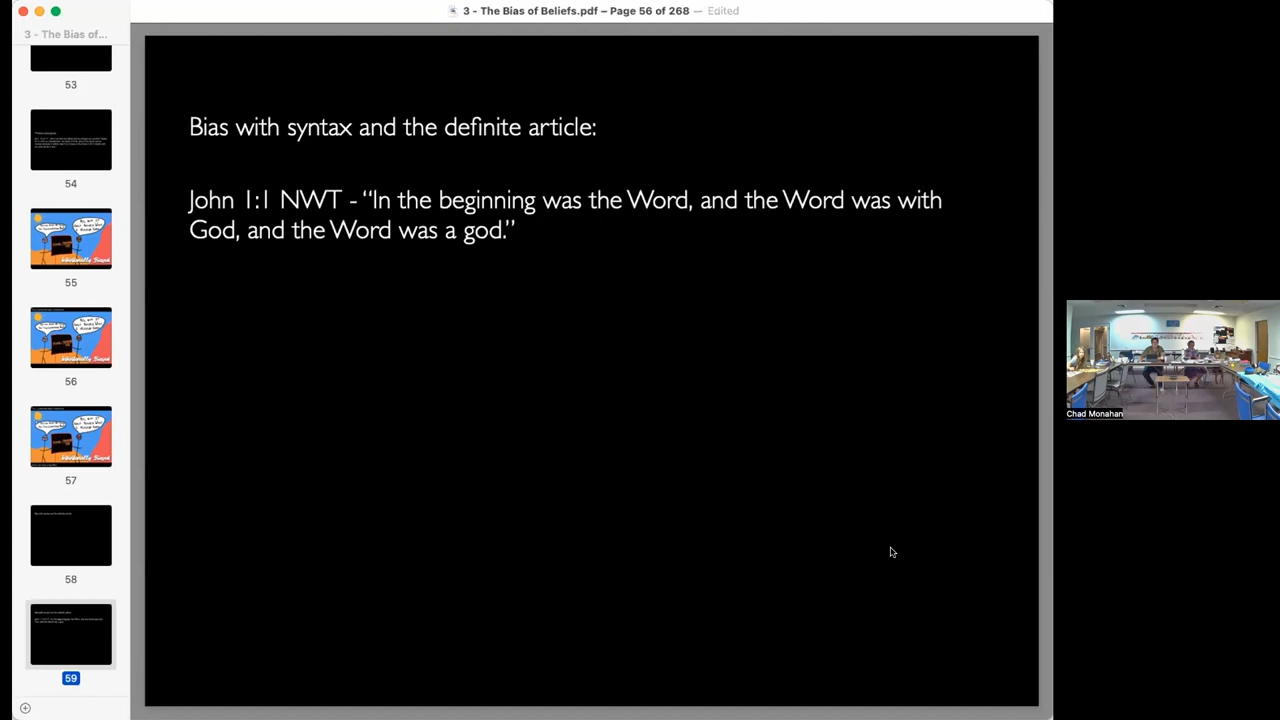 3 - The Bias of Beliefs.pdf – Page 56 of 268 — Edited
3 - The Bias of...
53
54
55
56
57
58
59
Bias with syntax and the definite article:
John 1:1 NWT - “In the beginning was the Word, and the Word was with
God, and the Word was a god.”
Chad Monahan